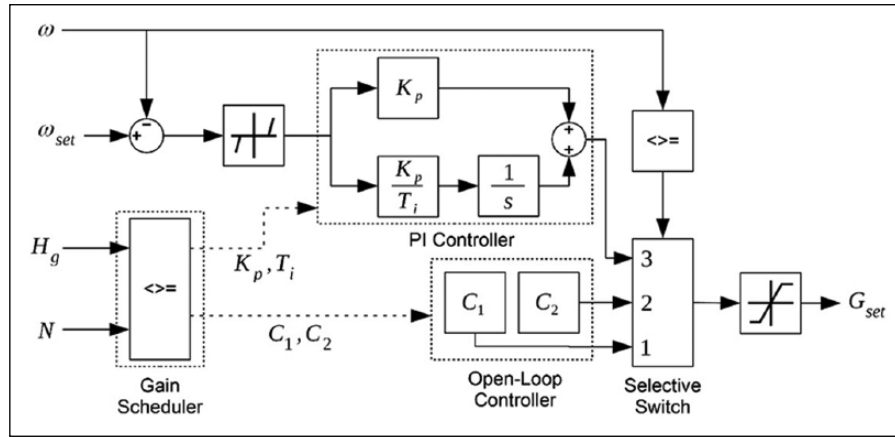 ω
ω_set
−
+
K_p
K_p
T_i
1
s
+
+
<>=
PI Controller
H_g
N
<>=
K_p, T_i
C_1, C_2
Gain
Scheduler
C_1
C_2
Open-Loop
Controller
3
2
1
Selective
Switch
G_set